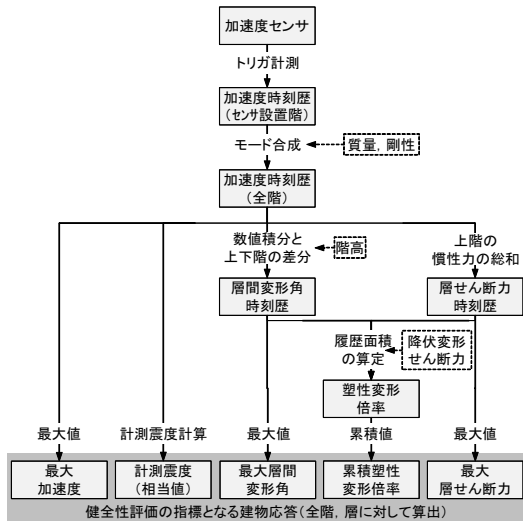 加速度センサ
トリガ計測
加速度時刻歴
(センサ設置階)
モード合成
質量, 剛性
加速度時刻歴
(全階)
数値積分と
上下階の差分
階高
上階の
慣性力の総和
層間変形角
時刻歴
層せん断力
時刻歴
履歴面積
の算定
降伏変形
せん断力
塑性変形
倍率
最大値
計測震度計算
最大値
累積値
最大値
最大
加速度
計測震度
(相当値)
最大層間
変形角
累積塑性
変形倍率
最大
層せん断力
健全性評価の指標となる建物応答(全階, 層に対して算出)